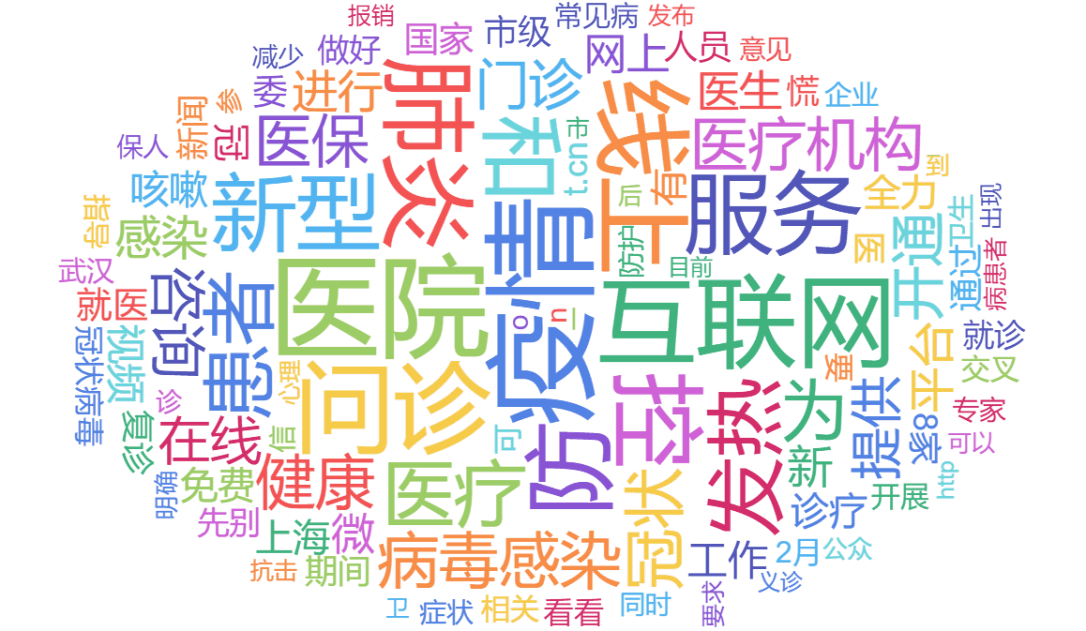 报销
国家
市级
常见病
发布
减少
做好
网上
人员
意见
委
进行
肺炎
门诊
线上
医生
慌
企业
新闻
参
冠
医保
咳嗽
新型
市
t.cn
医疗机构
到
保人
指导
感染
呼
后
有
服务
全力
医
开通
卫生
出现
武汉
就医
咨询
患者
医院
疫情
防护
目前
互联网
通过
病患者
冠状病毒
视频
诊
心理
问诊
o
n
_
要
平台
就诊
交叉
复诊
在线
信
可
防控
发热
为
提供
家
8
专家
可以
明确
免费
健康
医疗
冠状
新
诊疗
开展
http
先别
上海
微
病毒感染
工作
2月
公众
抗击
期间
义诊
卫
症状
相关
看看
同时
要求